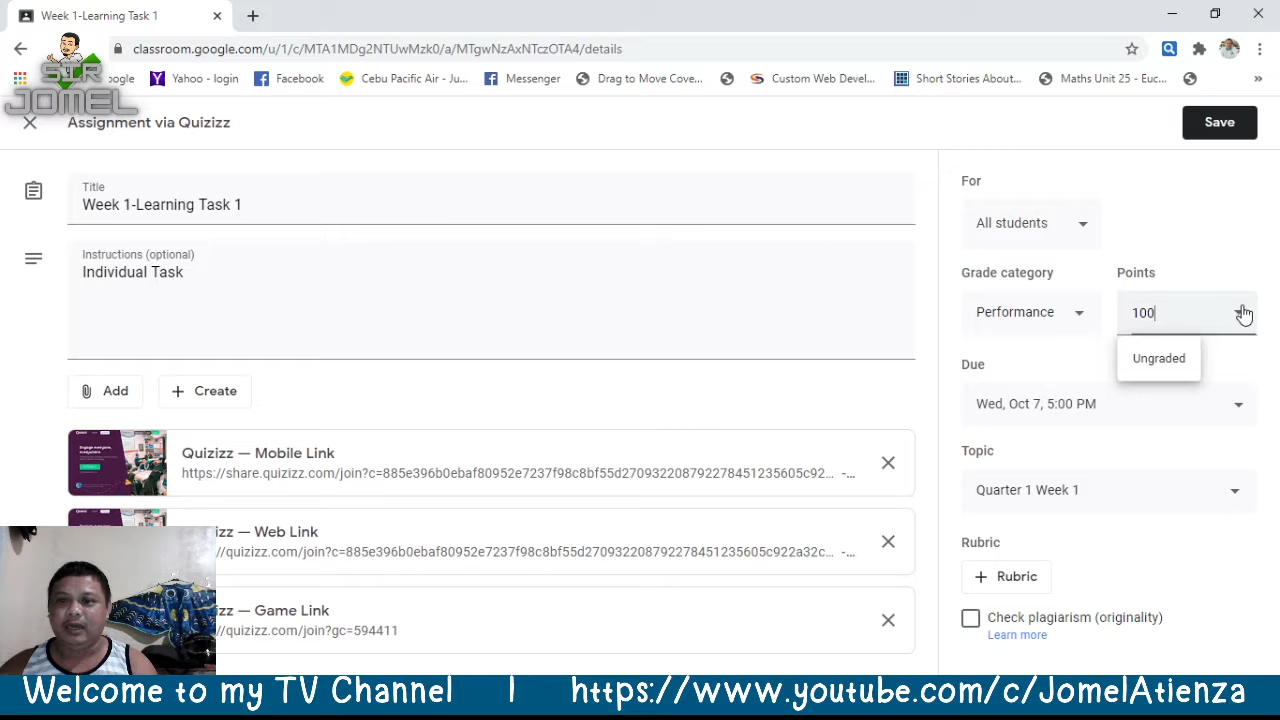 Week 1-Learning Task 1
classroom.google.com/u/1/c/MTA1MDg2NTUwMzk0/a/MTgwNzAxNTczOTA4/details
ogle
Yahoo - login
Facebook
Cebu Pacific Air - Ju...
Messenger
Drag to Move Cove...
Custom Web Devel...
Short Stories About...
Maths Unit 25 - Euc...
SIR
JOMEL
Assignment via Quizizz
Save
Title
Week 1-Learning Task 1
Instructions (optional)
Individual Task
Add
Create
Quizizz — Mobile Link
https://share.quizizz.com/join?c=885e396b0ebaf80952e7237f98c8bf55d270932208792278451236605c92... -...
izz — Web Link
://quizizz.com/join?c=885e396b0ebaf80952e7237f98c8bf55d270932208792278451235605c922a32c... -...
izz — Game Link
://quizizz.com/join?gc=594411
For
All students
Grade category
Points
Performance
100
Ungraded
Due
Wed, Oct 7, 5:00 PM
Topic
Quarter 1 Week 1
Rubric
Rubric
Check plagiarism (originality)
Learn more
Welcome to my TV Channel | https://www.youtube.com/c/JomelAtienza